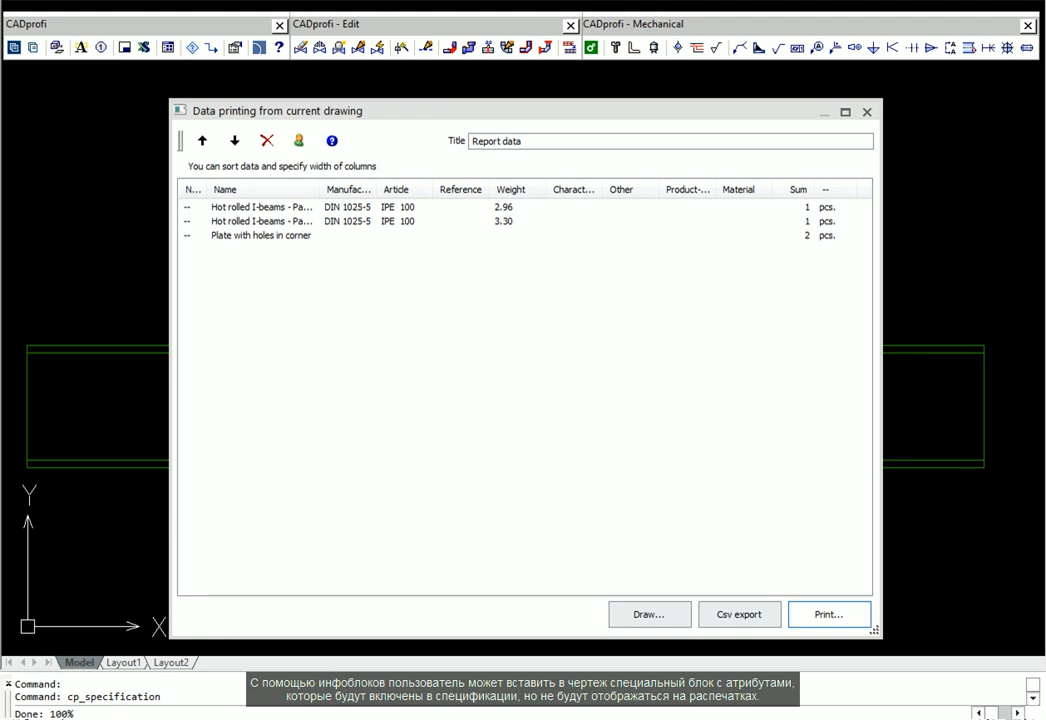 CADprofi
CADprofi - Edit
CADprofi - Mechanical
Data printing from current drawing
Title Report data
You can sort data and specify width of columns
N... Name Manufac... Article Reference Weight Charact... Other Product-... Material Sum --
-- Hot rolled I-beams - Pa... DIN 1025-5 IPE 100 2.96 1 pcs.
-- Hot rolled I-beams - Pa... DIN 1025-5 IPE 100 3.30 1 pcs.
-- Plate with holes in corner 2 pcs.
Draw... Csv export Print...
Y
X
Model Layout1 Layout2
Command:
Command: cp_specification
Done: 100%
С помощью инфоблоков пользователь может вставить в чертеж специальный блок с атрибутами,
которые будут включены в спецификации, но не будут отображаться на распечатках.